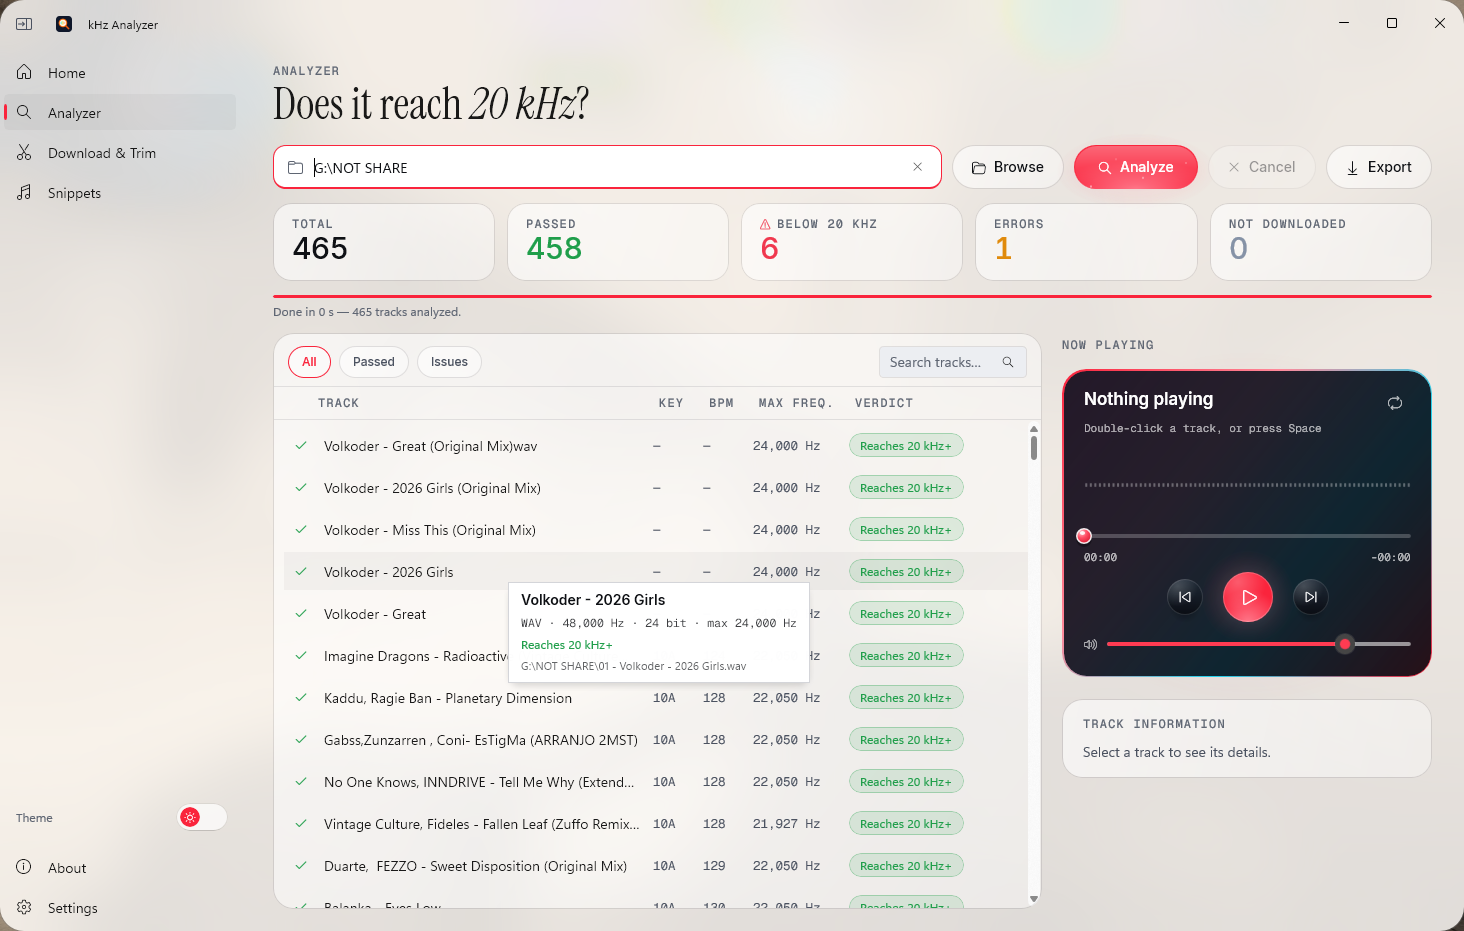 kHz Analyzer
Home
Analyzer
Download & Trim
Snippets
Theme
About
Settings
ANALYZER
Does it reach 20 kHz?
G:\NOT SHARE
Browse
Analyze
Cancel
Export
TOTAL
465
PASSED
458
BELOW 20 KHZ
6
ERRORS
1
NOT DOWNLOADED
0
Done in 0 s — 465 tracks analyzed.
All Passed Issues Search tracks...
TRACK KEY BPM MAX FREQ. VERDICT
Volkoder - Great (Original Mix)wav – – 24,000 Hz Reaches 20 kHz+
Volkoder - 2026 Girls (Original Mix) – – 24,000 Hz Reaches 20 kHz+
Volkoder - Miss This (Original Mix) – – 24,000 Hz Reaches 20 kHz+
Volkoder - 2026 Girls – – 24,000 Hz Reaches 20 kHz+
Volkoder - Great Hz Reaches 20 kHz+
Imagine Dragons - Radioactiv Hz Reaches 20 kHz+
Volkoder - 2026 Girls
WAV · 48,000 Hz · 24 bit · max 24,000 Hz
Reaches 20 kHz+
G:\NOT SHARE\01 - Volkoder - 2026 Girls.wav
Kaddu, Ragie Ban - Planetary Dimension 10A 128 22,050 Hz Reaches 20 kHz+
Gabss,Zunzarren , Coni- EsTigMa (ARRANJO 2MST) 10A 128 22,050 Hz Reaches 20 kHz+
No One Knows, INNDRIVE - Tell Me Why (Extend... 10A 128 22,050 Hz Reaches 20 kHz+
Vintage Culture, Fideles - Fallen Leaf (Zuffo Remix... 10A 128 21,927 Hz Reaches 20 kHz+
Duarte, FEZZO - Sweet Disposition (Original Mix) 10A 129 22,050 Hz Reaches 20 kHz+
10A 130 22,050 Hz Reaches 20 kHz+
NOW PLAYING
Nothing playing
Double-click a track, or press Space
00:00 -00:00
TRACK INFORMATION
Select a track to see its details.